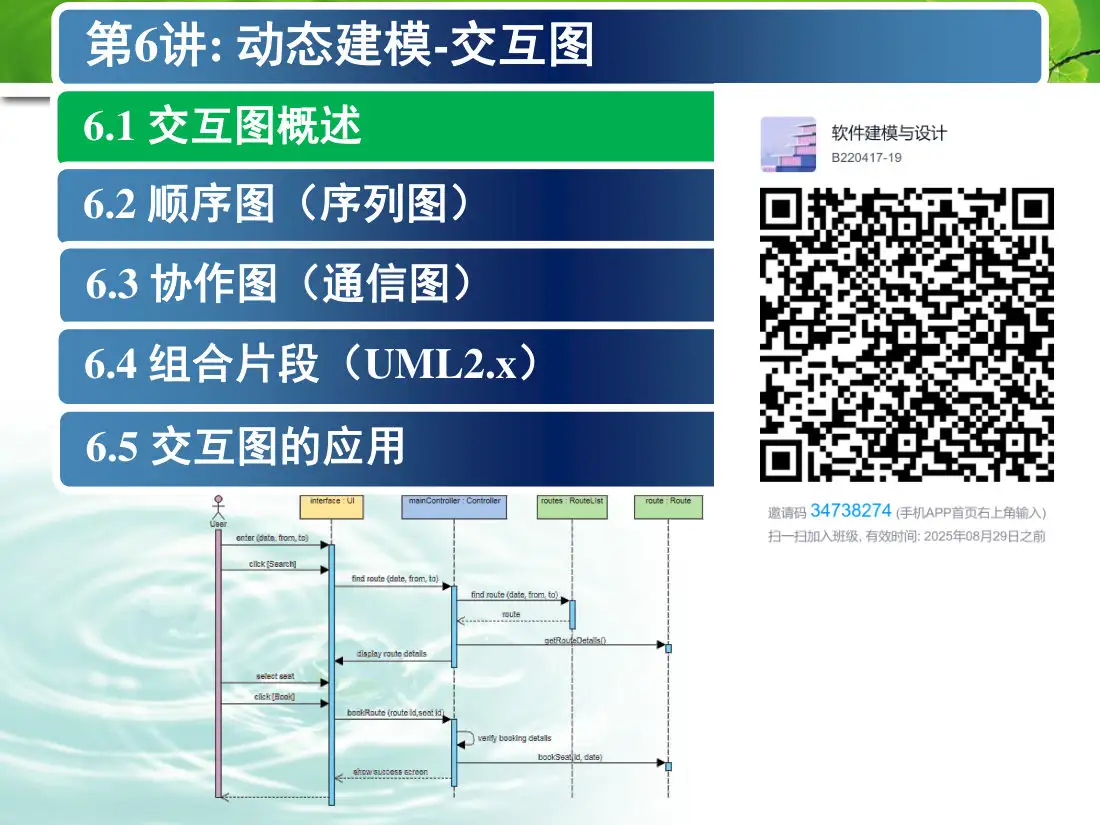 第6讲: 动态建模-交互图
6.1 交互图概述
6.2 顺序图（序列图）
6.3 协作图（通信图）
6.4 组合片段（UML2.x）
6.5 交互图的应用
软件建模与设计
B220417-19
邀请码 34738274 (手机APP首页右上角输入)
扫一扫加入班级, 有效时间: 2025年08月29日之前
User
interface : UI
mainController : Controller
routes : RouteList
route : Route
enter (date, from, to)
click [Search]
find route (date, from, to)
find route (date, from, to)
route
getRouteDetails()
display route details
select seat
click [Book]
bookRoute (route id,seat id)
verify booking details
bookSeat(id, date)
show success screen